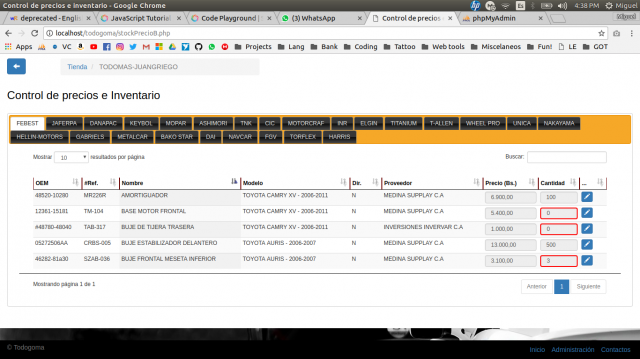 Control de precios e inventario - Google Chrome
4:38 PM Miguel
deprecated - English
JavaScript Tutorial
Code Playground |
(3) WhatsApp
Control de precios e i
phpMyAdmin
Miguel
localhost/todogoma/stockPrecioB.php
Projects Lang Bank Coding Tattoo Web tools Miscelaneos Fun! LE GOT
Tienda / TODOMAS-JUANGRIEGO
Control de precios e Inventario
FEBEST JAFERPA DANAPAC KEYBOL MOPAR ASHIMORI TNK CIC MOTORCRAF INR ELGIN TITANIUM T-ALLEN WHEEL PRO UNICA NAKAYAMA
HELLIN-MOTORS GABRIELS METALCAR BAKO STAR DAI NAVCAR FGV TORFLEX HARRIS
Mostrar 10 resultados por página Buscar:
OEM #Ref. Nombre Modelo Dir. Proveedor Precio (Bs.) Cantidad ...
48520-10280 MR226R AMORTIGUADOR TOYOTA CAMRY XV - 2006-2011 N MEDINA SUPPLAY C.A 6.900,00 100
12361-15181 TM-104 BASE MOTOR FRONTAL TOYOTA CAMRY XV - 2006-2011 N MEDINA SUPPLAY C.A 5.400,00 0
#48780-48040 TAB-317 BUJE DE TIJERA TRASERA TOYOTA CAMRY XV - 2006-2011 N INVERSIONES INVERVAR C.A 1.000,00 0
05272506AA CRBS-005 BUJE ESTABILIZADOR DELANTERO TOYOTA AURIS - 2006-2007 N MEDINA SUPPLAY C.A 13.000,00 500
46282-81a30 SZAB-036 BUJE FRONTAL MESETA INFERIOR TOYOTA AURIS - 2006-2007 N MEDINA SUPPLAY C.A 3.100,00 3
Mostrando página 1 de 1 Anterior 1 Siguiente
© Todogoma Inicio Administración Contactos